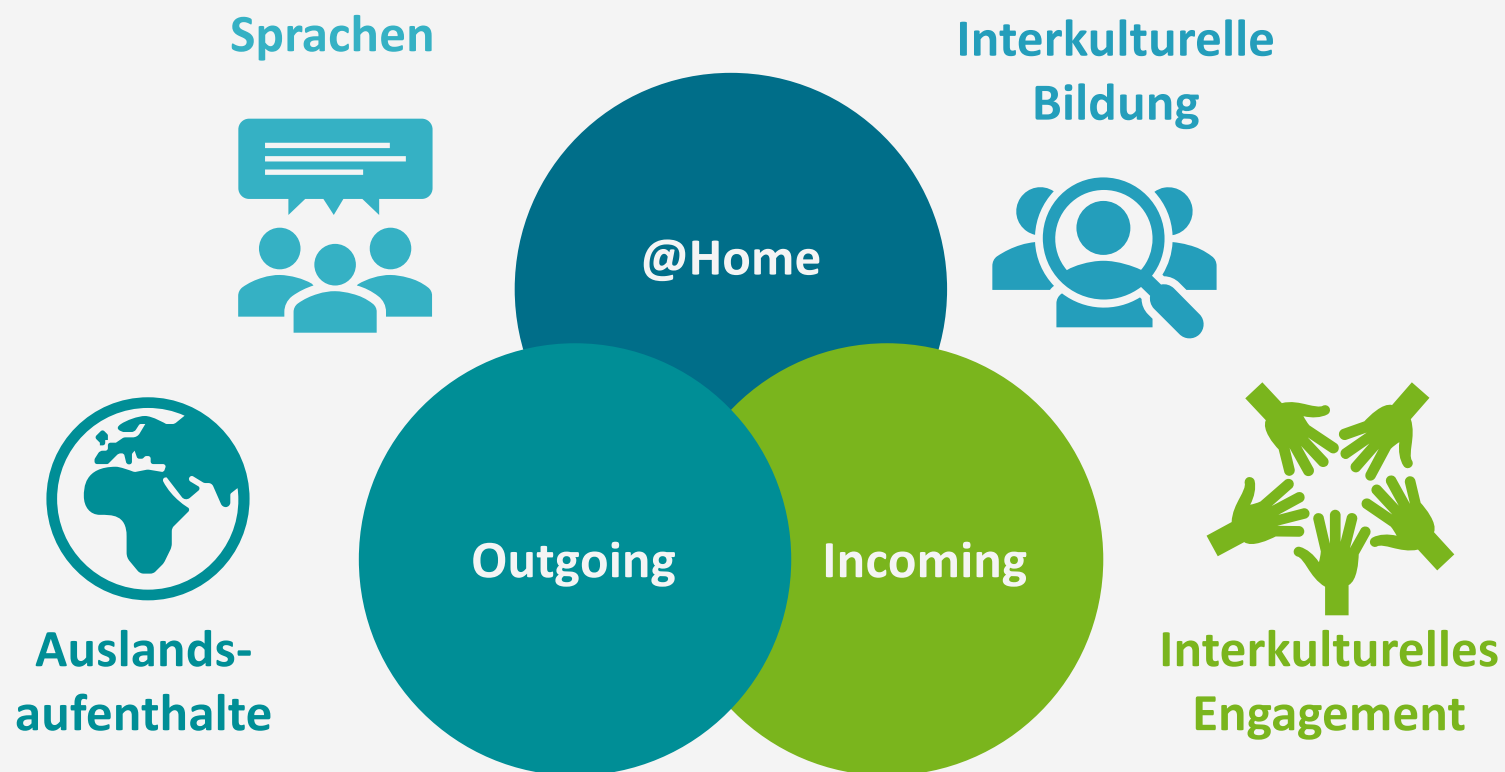 Sprachen
Interkulturelle
Bildung
@Home
Outgoing
Incoming
Auslands-
aufenthalte
Interkulturelles
Engagement